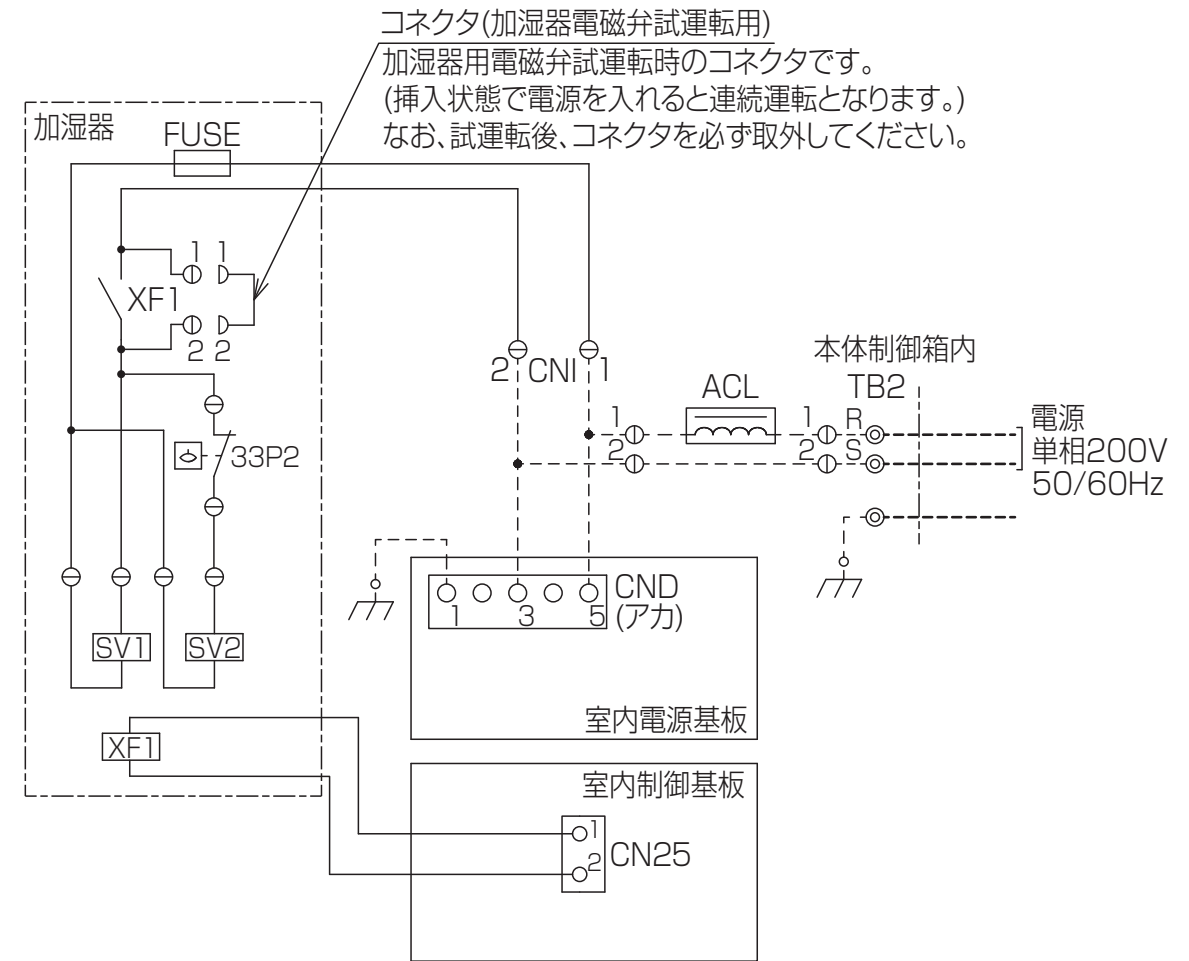 コネクタ(加湿器電磁弁試運転用)
加湿器用電磁弁試運転時のコネクタです。
(挿入状態で電源を入れると連続運転となります。)
なお、試運転後、コネクタを必ず取外してください。
加湿器
FUSE
1 1
XF1
2 2
33P2
SV1
SV2
XF1
2 CNI 1
本体制御箱内
ACL
TB2
1
1 R
2
2 S
電源
単相200V
50/60Hz
CND
1 3 5
(アカ)
室内電源基板
室内制御基板
1
CN25
2